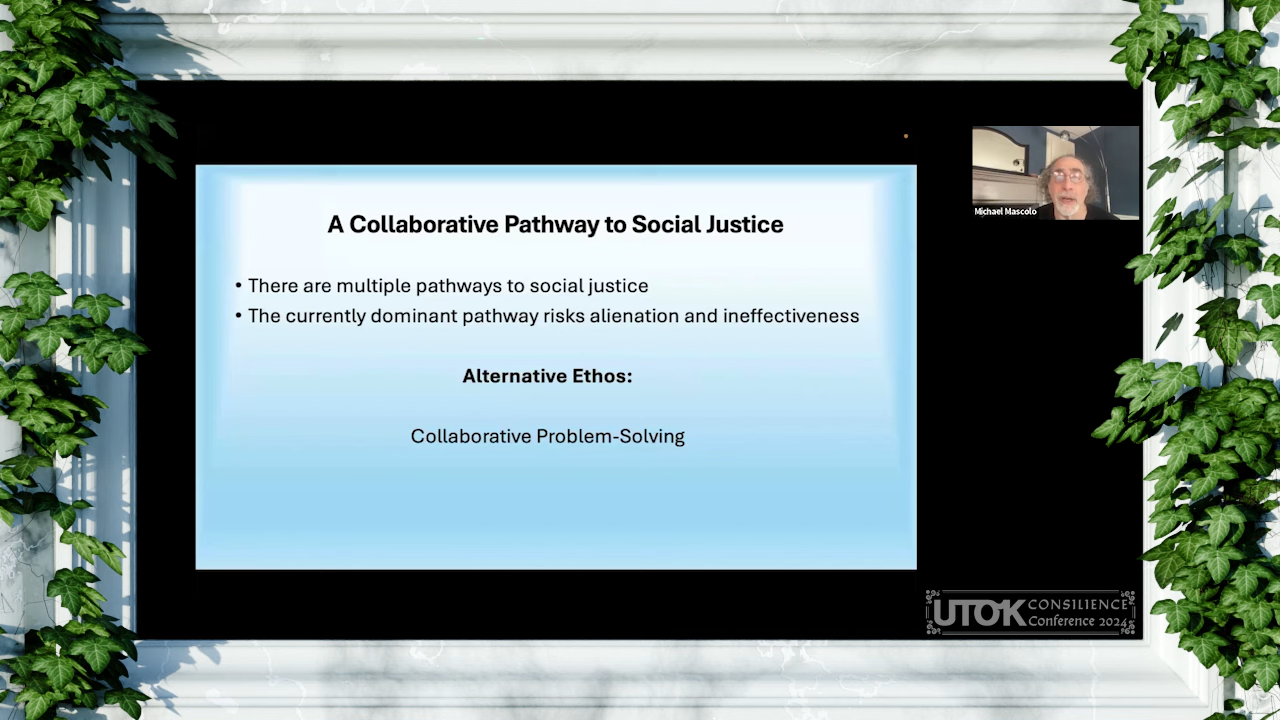 A Collaborative Pathway to Social Justice
• There are multiple pathways to social justice
• The currently dominant pathway risks alienation and ineffectiveness
Alternative Ethos:
Collaborative Problem-Solving
Michael Mascolo
UTOK CONSILIENCE
Conference 2024